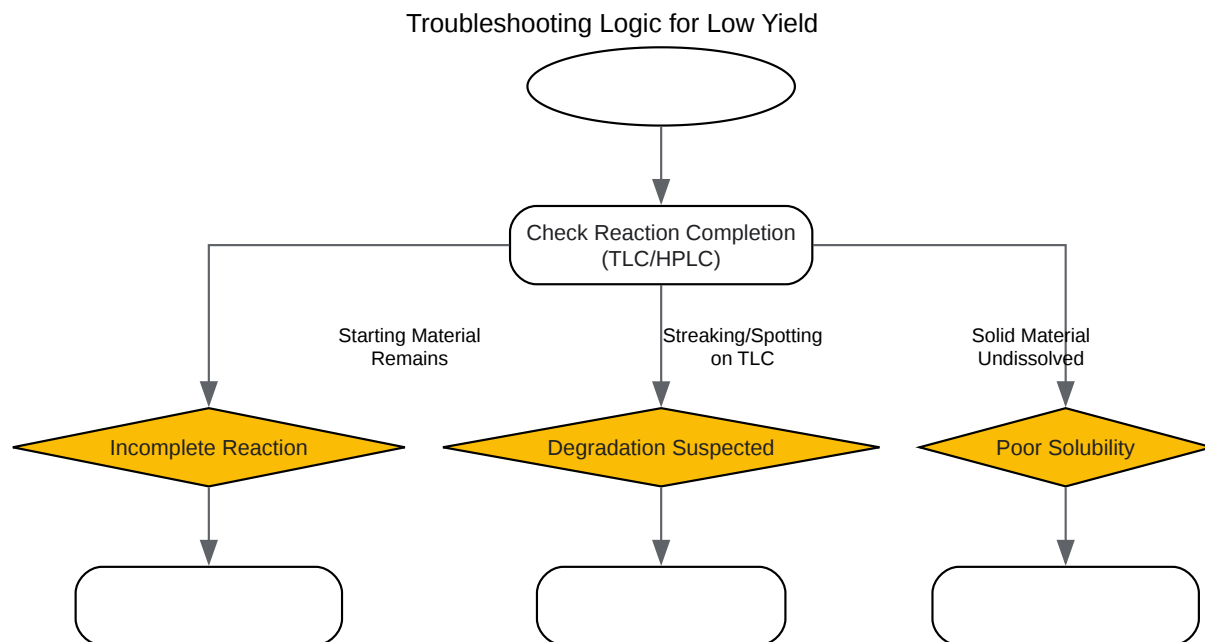 Troubleshooting Logic for Low Yield
Check Reaction Completion
(TLC/HPLC)
Starting Material
Remains
Streaking/Spotting
on TLC
Solid Material
Undissolved
Incomplete Reaction
Degradation Suspected
Poor Solubility